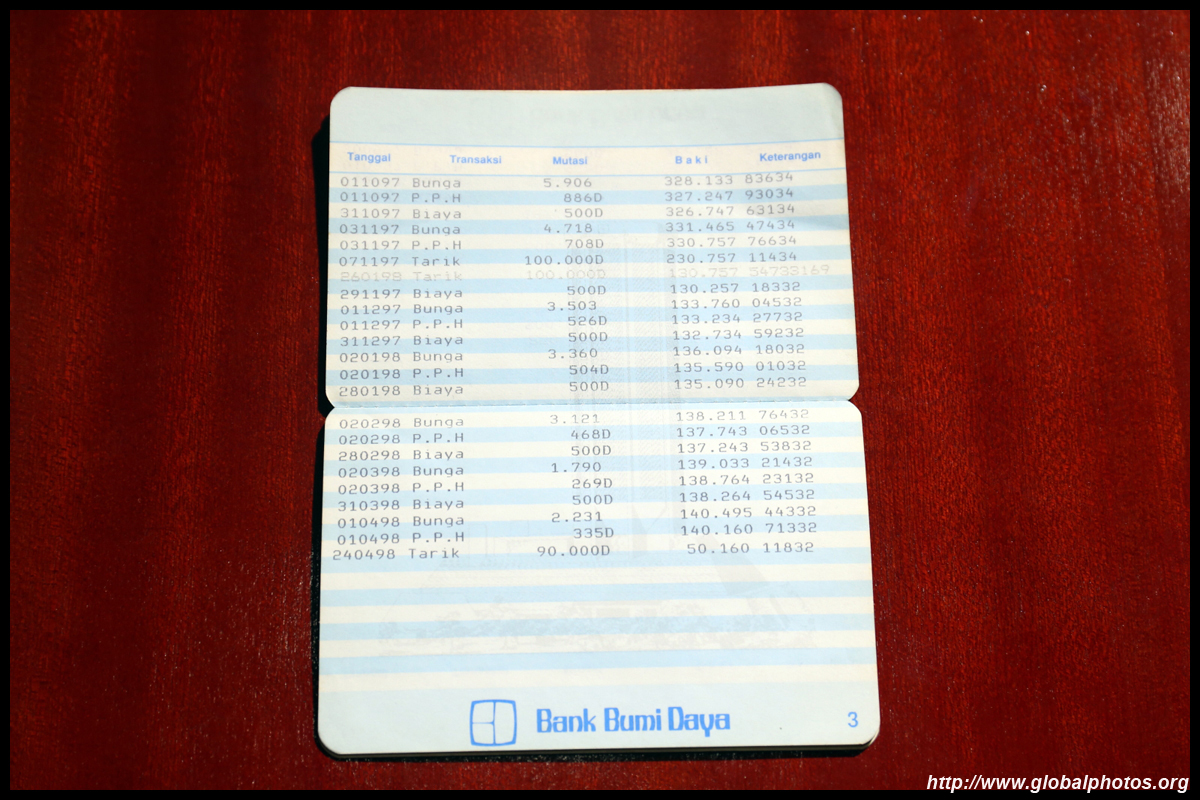 Tanggal Transaksi Mutasi Baki Keterangan
011097 Bunga 5.906 328.133 83634
011097 P.P.H 886D 327.247 93034
311097 Biaya 500D 326.747 63134
031197 Bunga 4.718 331.465 47434
031197 P.P.H 708D 330.757 76634
071197 Tarik 100.000D 230.757 11434
260198 Tarik 100.000D 130.757 54733169
291197 Biaya 500D 130.257 18332
011297 Bunga 3.503 133.760 04532
011297 P.P.H 526D 133.234 27732
311297 Biaya 500D 132.734 59232
020198 Bunga 3.360 136.094 18032
020198 P.P.H 504D 135.590 01032
280198 Biaya 500D 135.090 24232
020298 Bunga 3.121 138.211 76432
020298 P.P.H 468D 137.743 06532
280298 Biaya 500D 137.243 53832
020398 Bunga 1.790 139.033 21432
020398 P.P.H 269D 138.764 23132
310398 Biaya 500D 138.264 54532
010498 Bunga 2.231 140.495 44332
010498 P.P.H 335D 140.160 71332
240498 Tarik 90.000D 50.160 11832
Bank Bumi Daya 3
http://www.globalphotos.org